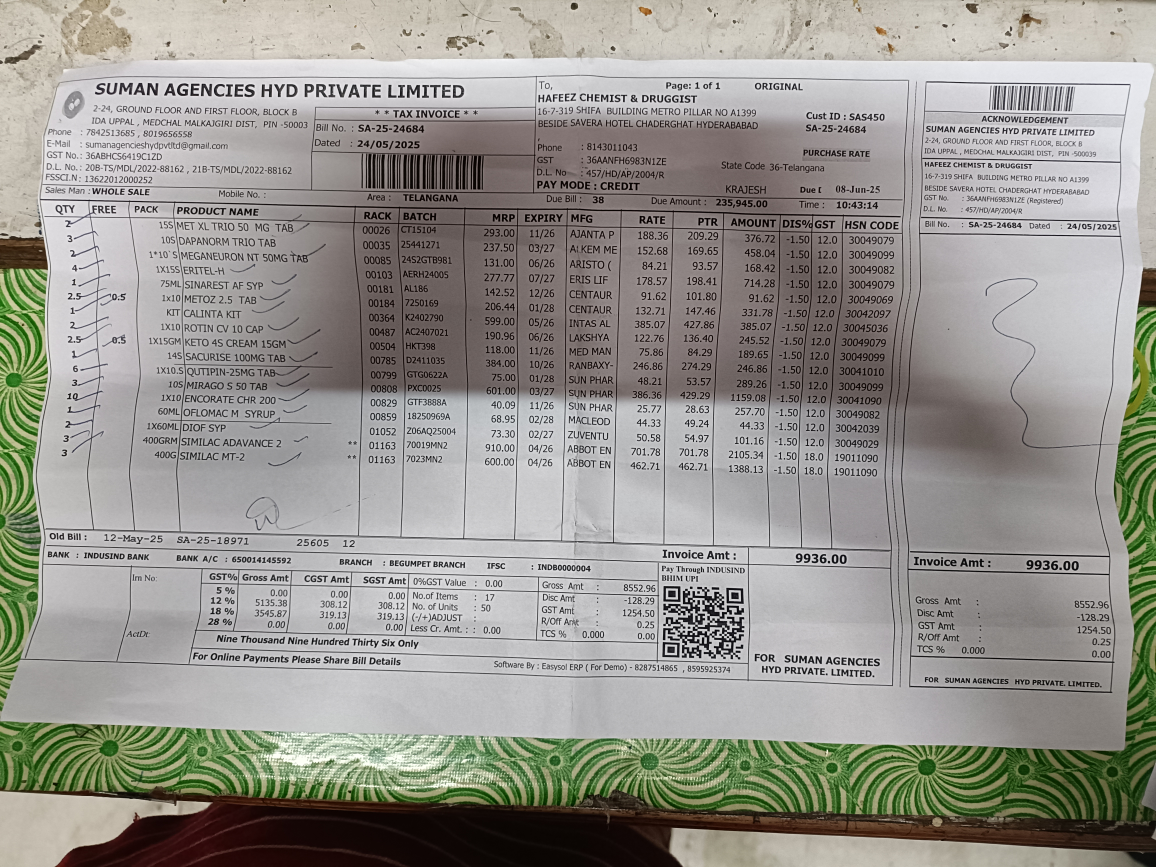 SUMAN AGENCIES HYD PRIVATE LIMITED
2-24, GROUND FLOOR AND FIRST FLOOR, BLOCK B
IDA UPPAL , MEDCHAL MALKAJGIRI DIST, PIN -50003
Phone : 7842513685 , 8019656558
E-Mail : sumanagencieshydpvtltd@gmail.com
GST No.: 36ABHCS6419C1ZD
D.L. No.: 20B-TS/MDL/2022-88162 , 21B-TS/MDL/2022-88162
FSSCI.N: 13622012000252
* * TAX INVOICE * *
Bill No. : SA-25-24684
Dated : 24/05/2025
To, Page: 1 of 1 ORIGINAL
HAFEEZ CHEMIST & DRUGGIST
16-7-319 SHIFA BUILDING METRO PILLAR NO A1399
BESIDE SAVERA HOTEL CHADERGHAT HYDERABABAD
Cust ID : SAS450
SA-25-24684
Phone : 8143011043
PURCHASE RATE
GST : 36AANFH6983N1ZE State Code 36-Telangana
D.L. No : 457/HD/AP/2004/R
PAY MODE : CREDIT KRAJESH Due D 08-Jun-25
Sales Man : WHOLE SALE Mobile No. : Area : TELANGANA Due Bill : 38 Due Amount : 235,945.00 Time : 10:43:14
QTY FREE PACK PRODUCT NAME RACK BATCH MRP EXPIRY MFG RATE PTR AMOUNT DIS% GST HSN CODE
2 15S MET XL TRIO 50 MG TAB 00026 CT15104 293.00 11/26 AJANTA P 188.36 209.29 376.72 -1.50 12.0 30049079
3 10S DAPANORM TRIO TAB 00035 25441271 237.50 03/27 ALKEM ME 152.68 169.65 458.04 -1.50 12.0 30049099
2 1*10`S MEGANEURON NT 50MG TAB 00085 2452GTB981 131.00 06/26 ARISTO ( 84.21 93.57 168.42 -1.50 12.0 30049082
4 1X15S ERITEL-H 00103 AERH24005 277.77 07/27 ERIS LIF 178.57 198.41 714.28 -1.50 12.0 30049079
1 75ML SINAREST AF SYP 00181 AL186 142.52 12/26 CENTAUR 91.62 101.80 91.62 -1.50 12.0 30049069
2.5 0.5 1x10 METOZ 2.5 TAB 00184 7250169 206.44 01/28 CENTAUR 132.71 147.46 331.78 -1.50 12.0 30042097
1 KIT CALINTA KIT 00364 K2402790 599.00 05/26 INTAS AL 385.07 427.86 385.07 -1.50 12.0 30045036
2 1X10 ROTIN CV 10 CAP 00487 AC2407021 190.96 06/26 LAKSHYA 122.76 136.40 245.52 -1.50 12.0 30049079
2.5 0.5 1X15GM KETO 4S CREAM 15GM 00504 HKT398 118.00 11/26 MED MAN 75.86 84.29 189.65 -1.50 12.0 30049099
1 14S SACURISE 100MG TAB 00785 D2411035 384.00 10/26 RANBAXY- 246.86 274.29 246.86 -1.50 12.0 30041010
6 1X10.S QUTIPIN-25MG TAB 00799 GTG0622A 75.00 01/28 SUN PHAR 48.21 53.57 289.26 -1.50 12.0 30049099
3 10S MIRAGO S 50 TAB 00808 PXC0025 601.00 03/27 SUN PHAR 386.36 429.29 1159.08 -1.50 12.0 30041090
10 1X10 ENCORATE CHR 200 00829 GTF3888A 40.09 11/26 SUN PHAR 25.77 28.63 257.70 -1.50 12.0 30049082
1 60ML OFLOMAC M SYRUP 00859 18250969A 68.95 02/28 MACLEOD 44.33 49.24 44.33 -1.50 12.0 30042039
2 1X60ML DIOF SYP 01052 Z06AQ25004 73.30 02/27 ZUVENTU 50.58 54.97 101.16 -1.50 12.0 30049029
3 400GRM SIMILAC ADAVANCE 2 ** 01163 70019MN2 910.00 04/26 ABBOT EN 701.78 701.78 2105.34 -1.50 18.0 19011090
3 400G SIMILAC MT-2 ** 01163 7023MN2 600.00 04/26 ABBOT EN 462.71 462.71 1388.13 -1.50 18.0 19011090
Old Bill : 12-May-25 SA-25-18971 25605 12
BANK : INDUSIND BANK BANK A/C : 650014145592 BRANCH : BEGUMPET BRANCH IFSC : INDB0000004
Invoice Amt : 9936.00
Irn No:
ActDt:
GST% Gross Amt CGST Amt SGST Amt
5 % 0.00 0.00 0.00
12 % 5135.38 308.12 308.12
18 % 3545.87 319.13 319.13
28 % 0.00 0.00 0.00
0%GST Value : 0.00
No.of Items : 17
No. of Units : 50
(-/+)ADJUST :
Less Cr. Amt. : : 0.00
Gross Amt : 8552.96
Disc Amt : -128.29
GST Amt : 1254.50
R/Off Amt : 0.25
TCS % 0.000 0.00
Pay Through INDUSIND
BHIM UPI
Nine Thousand Nine Hundred Thirty Six Only
For Online Payments Please Share Bill Details
Software By : Easysol ERP ( For Demo) - 8287514865 , 8595925374
FOR SUMAN AGENCIES
HYD PRIVATE. LIMITED.
ACKNOWLEDGEMENT
SUMAN AGENCIES HYD PRIVATE LIMITED
2-24, GROUND FLOOR AND FIRST FLOOR, BLOCK B
IDA UPPAL , MEDCHAL MALKAJGIRI DIST, PIN -500039
HAFEEZ CHEMIST & DRUGGIST
16-7-319 SHIFA BUILDING METRO PILLAR NO A1399
BESIDE SAVERA HOTEL CHADERGHAT HYDERABABAD
GST No. : 36AANFH6983N1ZE (Registered)
D.L. No. : 457/HD/AP/2004/R
Bill No. : SA-25-24684 Dated : 24/05/2025
Invoice Amt : 9936.00
Gross Amt : 8552.96
Disc Amt : -128.29
GST Amt : 1254.50
R/Off Amt : 0.25
TCS % 0.000 0.00
FOR SUMAN AGENCIES HYD PRIVATE. LIMITED.